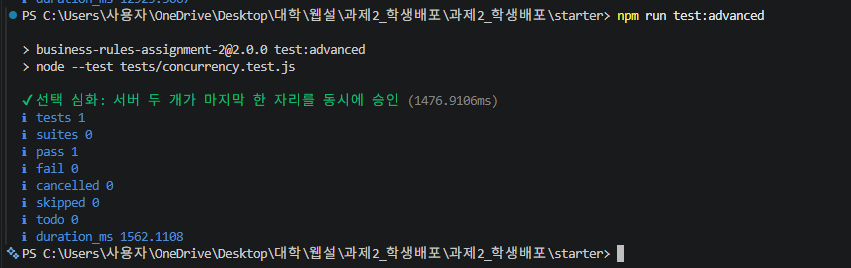 PS C:\Users\사용자\OneDrive\Desktop\대학\웹설\과제2_학생배포\과제2_학생배포\starter> npm run test:advanced
> business-rules-assignment-2@2.0.0 test:advanced
> node --test tests/concurrency.test.js
✔ 선택 심화: 서버 두 개가 마지막 한 자리를 동시에 승인 (1476.9106ms)
ℹ tests 1
ℹ suites 0
ℹ pass 1
ℹ fail 0
ℹ cancelled 0
ℹ skipped 0
ℹ todo 0
ℹ duration_ms 1562.1108
PS C:\Users\사용자\OneDrive\Desktop\대학\웹설\과제2_학생배포\과제2_학생배포\starter>